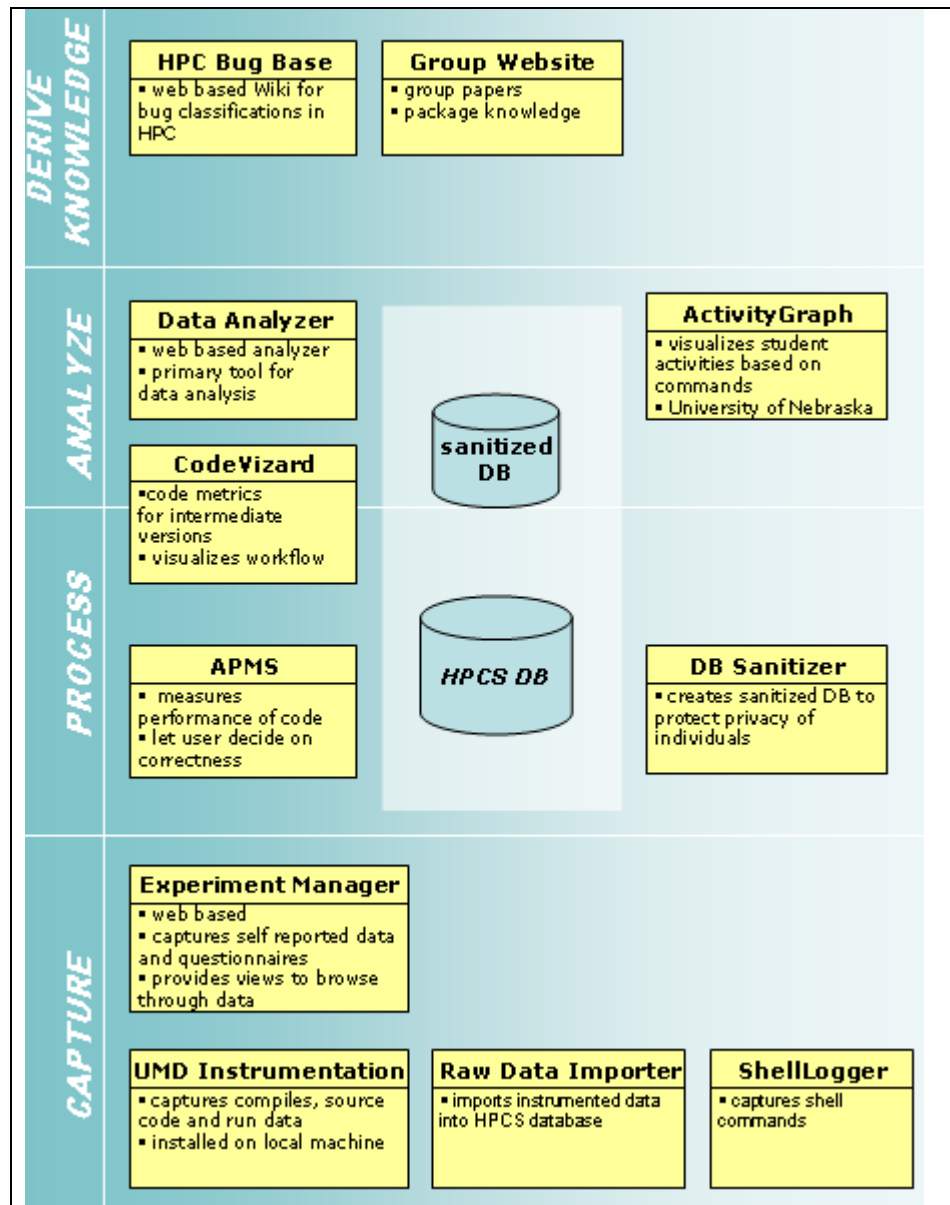 DERIVE
KNOWLEDGE
HPC Bug Base
▪ web based Wiki for
bug classifications in
HPC
Group Website
▪ group papers
▪ package knowledge
ANALYZE
Data Analyzer
▪ web based analyzer
▪ primary tool for
data analysis
sanitized
DB
ActivityGraph
▪ visualizes student
activities based on
commands
▪ University of Nebraska
CodeVizard
▪code metrics
for intermediate
versions
▪ visualizes workflow
PROCESS
APMS
▪ measures
performance of code
▪ let user decide on
correctness
HPCS DB
DB Sanitizer
▪ creates sanitized DB to
protect privacy of
individuals
CAPTURE
Experiment Manager
▪ web based
▪ captures self reported data
and questionnaires
▪ provides views to browse
through data
UMD Instrumentation
▪ captures compiles, source
code and run data
▪ installed on local machine
Raw Data Importer
▪ imports instrumented data
into HPCS database
ShellLogger
▪ captures shell
commands